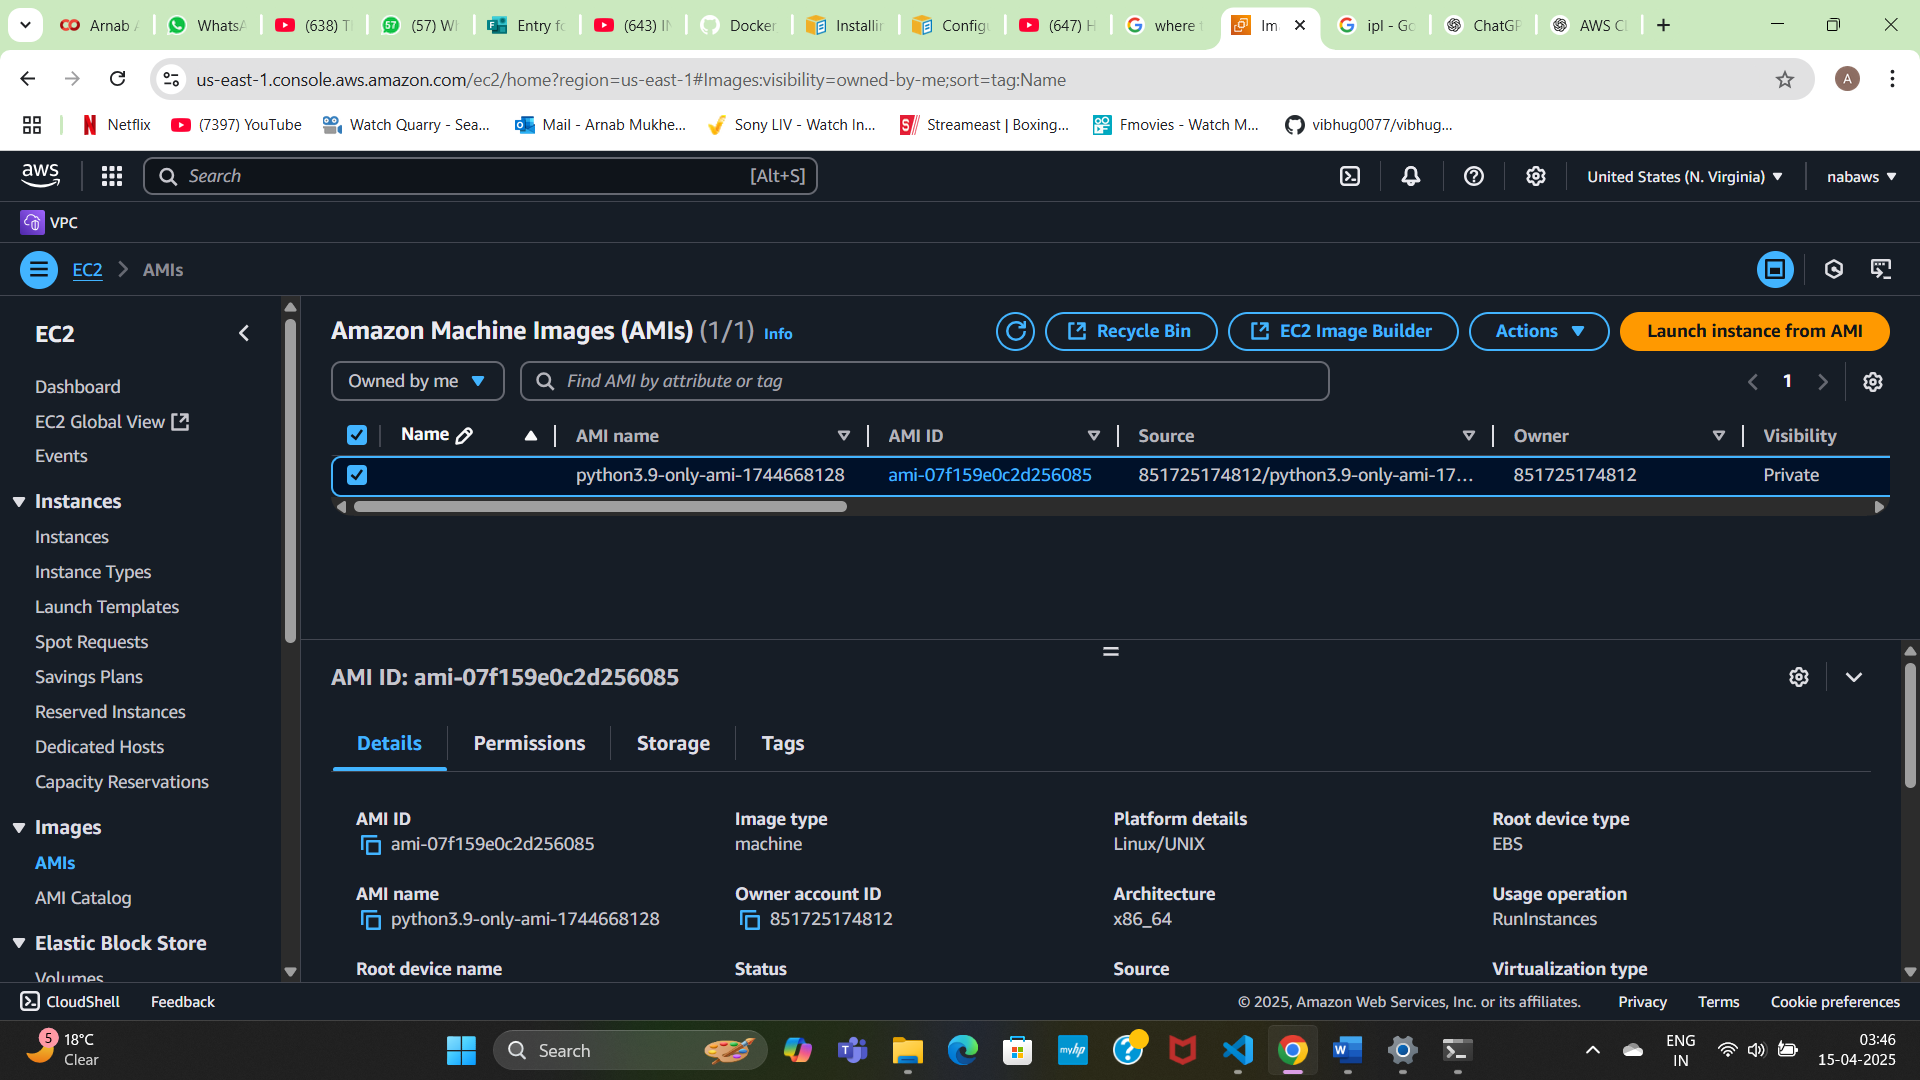 Arnab
WhatsA
(638) T
(57) W
Entry fo
(643) IN
Docker
Installin
Configu
(647) H
where t
Im
ipl - Go
ChatGP
AWS CL
us-east-1.console.aws.amazon.com/ec2/home?region=us-east-1#Images:visibility=owned-by-me;sort=tag:Name
A
Netflix
(7397) YouTube
Watch Quarry - Sea...
Mail - Arnab Mukhe...
Sony LIV - Watch In...
Streameast | Boxing...
Fmovies - Watch M...
vibhug0077/vibhug...
aws
Search
[Alt+S]
United States (N. Virginia)
nabaws
VPC
EC2
AMIs
EC2
Dashboard
EC2 Global View
Events
Instances
Instances
Instance Types
Launch Templates
Spot Requests
Savings Plans
Reserved Instances
Dedicated Hosts
Capacity Reservations
Images
AMIs
AMI Catalog
Elastic Block Store
Volumes
Amazon Machine Images (AMIs) (1/1) Info
Recycle Bin
EC2 Image Builder
Actions
Launch instance from AMI
Owned by me
Find AMI by attribute or tag
1
Name
AMI name
AMI ID
Source
Owner
Visibility
python3.9-only-ami-1744668128
ami-07f159e0c2d256085
851725174812/python3.9-only-ami-17...
851725174812
Private
AMI ID: ami-07f159e0c2d256085
Details
Permissions
Storage
Tags
AMI ID
ami-07f159e0c2d256085
Image type
machine
Platform details
Linux/UNIX
Root device type
EBS
AMI name
python3.9-only-ami-1744668128
Owner account ID
851725174812
Architecture
x86_64
Usage operation
RunInstances
Root device name
Status
Source
Virtualization type
CloudShell
Feedback
© 2025, Amazon Web Services, Inc. or its affiliates.
Privacy
Terms
Cookie preferences
5
18°C
Clear
Search
myhp
ENG
IN
03:46
15-04-2025